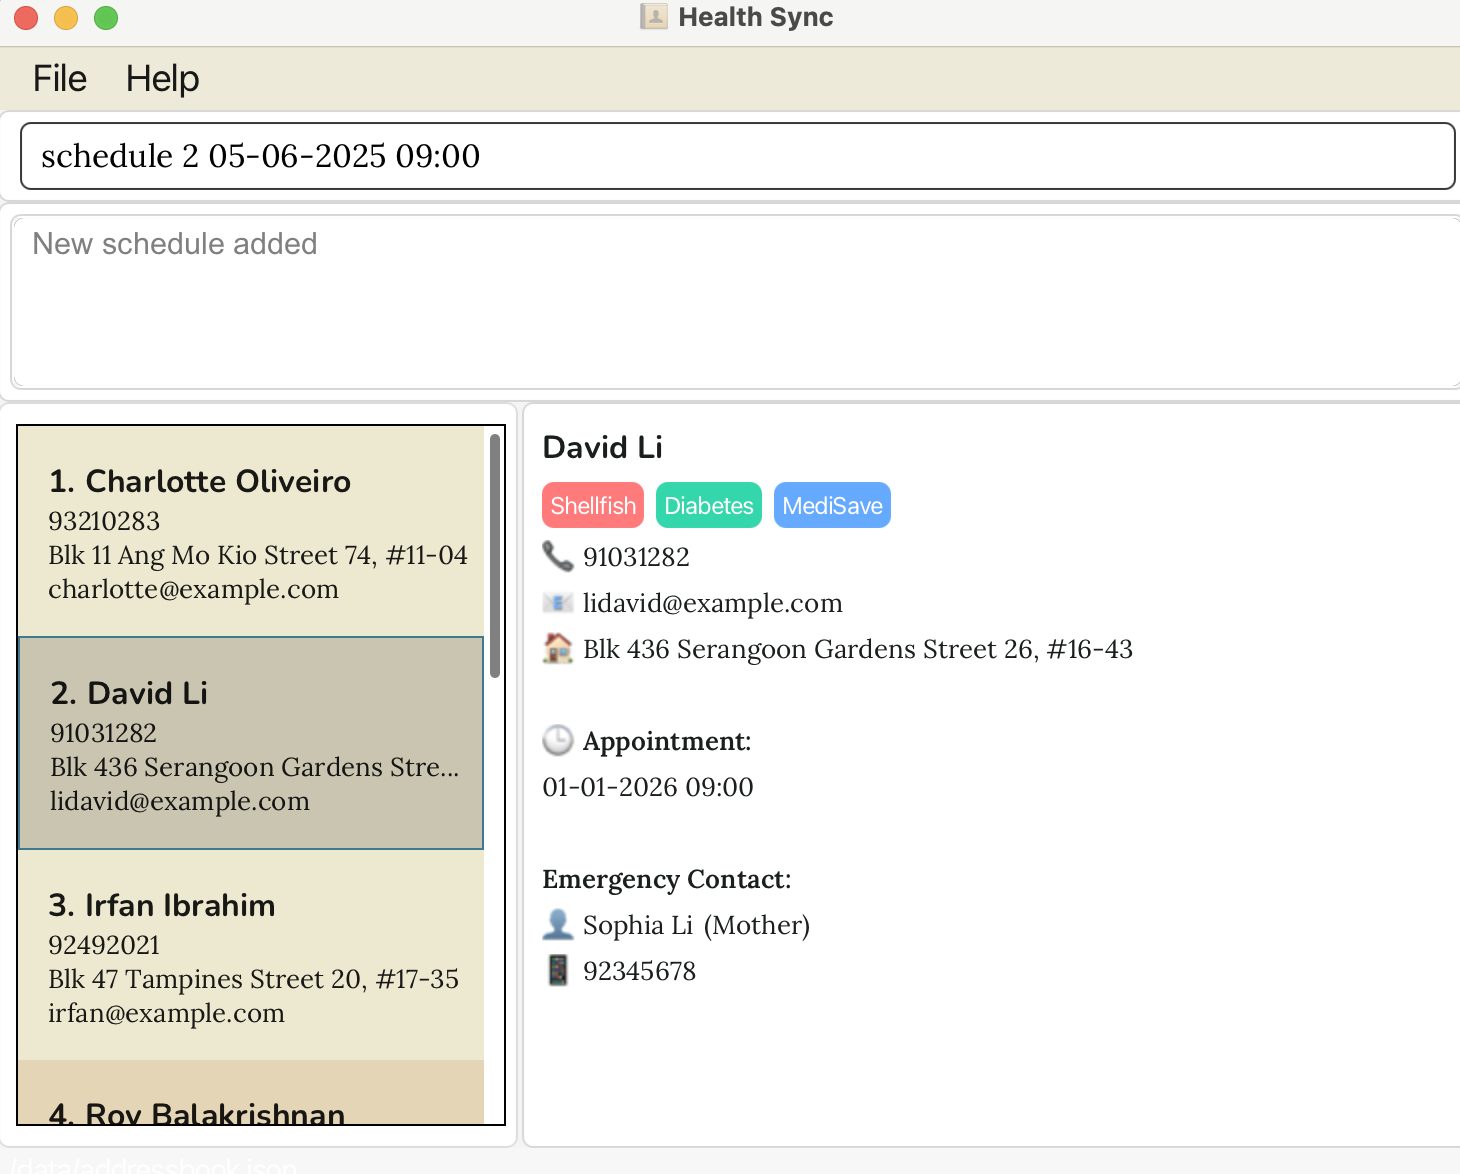 Health Sync
File Help
schedule 2 05-06-2025 09:00
New schedule added
1. Charlotte Oliveiro
93210283
Blk 11 Ang Mo Kio Street 74, #11-04
charlotte@example.com
2. David Li
91031282
Blk 436 Serangoon Gardens Stre...
lidavid@example.com
3. Irfan Ibrahim
92492021
Blk 47 Tampines Street 20, #17-35
irfan@example.com
4. Roy Balakrishnan
David Li
Shellfish Diabetes MediSave
91031282
lidavid@example.com
Blk 436 Serangoon Gardens Street 26, #16-43
Appointment:
01-01-2026 09:00
Emergency Contact:
Sophia Li (Mother)
92345678
/data/addressbook.json